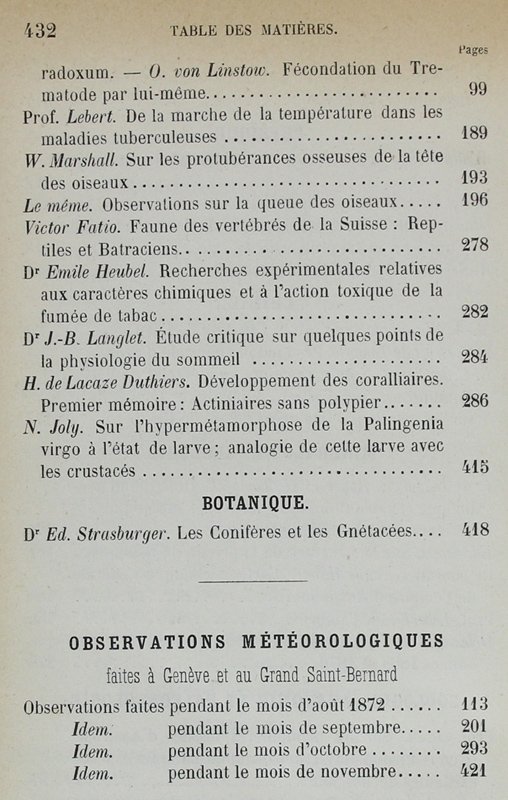 432 TABLE DES MATIÈRES.
Pages
radoxum. — O. von Linstow. Fécondation du Tre-
matode par lui-même......................... 99
Prof. Lebert. De la marche de la température dans les
maladies tuberculeuses ........................ 189
W. Marshall. Sur les protubérances osseuses de la tête
des oiseaux.................................. 193
Le même. Observations sur la queue des oiseaux..... 196
Victor Fatio. Faune des vertébrés de la Suisse : Rep-
tiles et Batraciens............................. 278
Dr Emile Heubel. Recherches expérimentales relatives
aux caractères chimiques et à l'action toxique de la
fumée de tabac............................... 282
Dr J.-B. Langlet. Étude critique sur quelques points de
la physiologie du sommeil ..................... 284
H. de Lacaze Duthiers. Développement des coralliaires.
Premier mémoire : Actiniaires sans polypier....... 286
N. Joly. Sur l'hypermétamorphose de la Palingenia
virgo à l'état de larve ; analogie de cette larve avec
les crustacés ................................. 415
BOTANIQUE.
Dr Ed. Strasburger. Les Conifères et les Gnétacées.... 418
OBSERVATIONS MÉTÉOROLOGIQUES
faites à Genève et au Grand Saint-Bernard
Observations faites pendant le mois d'août 1872 ...... 113
Idem. pendant le mois de septembre..... 201
Idem. pendant le mois d'octobre ........ 293
Idem. pendant le mois de novembre..... 421